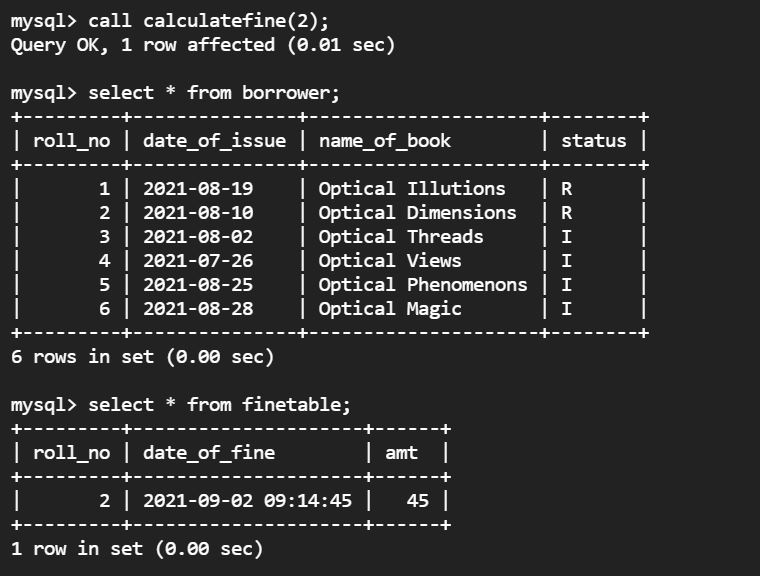 mysql> call calculatefine(2);
Query OK, 1 row affected (0.01 sec)

mysql> select * from borrower;
+---------+---------------+---------------------+--------+
| roll_no | date_of_issue | name_of_book        | status |
+---------+---------------+---------------------+--------+
|       1 | 2021-08-19    | Optical Illutions   | R      |
|       2 | 2021-08-10    | Optical Dimensions  | R      |
|       3 | 2021-08-02    | Optical Threads     | I      |
|       4 | 2021-07-26    | Optical Views       | I      |
|       5 | 2021-08-25    | Optical Phenomenons | I      |
|       6 | 2021-08-28    | Optical Magic       | I      |
+---------+---------------+---------------------+--------+
6 rows in set (0.00 sec)

mysql> select * from finetable;
+---------+---------------------+------+
| roll_no | date_of_fine        | amt  |
+---------+---------------------+------+
|       2 | 2021-09-02 09:14:45 |   45 |
+---------+---------------------+------+
1 row in set (0.00 sec)